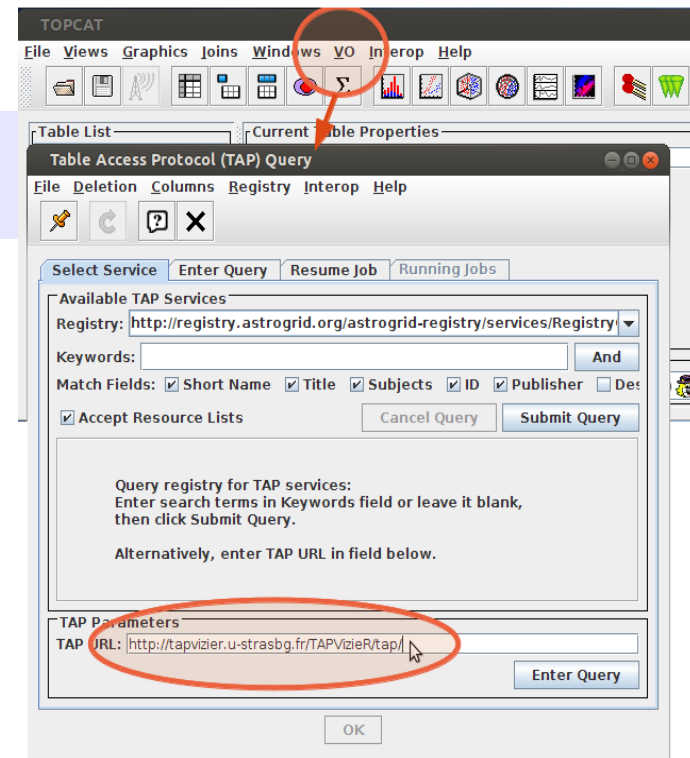 TOPCAT
File Views Graphics Joins Windows VO Interop Help
Σ
Table List
Current Table Properties
Table Access Protocol (TAP) Query
File Deletion Columns Registry Interop Help
Select Service Enter Query Resume Job Running Jobs
Available TAP Services
Registry: http://registry.astrogrid.org/astrogrid-registry/services/Registry
Keywords: And
Match Fields: Short Name Title Subjects ID Publisher Des
Accept Resource Lists Cancel Query Submit Query
Query registry for TAP services:
Enter search terms in Keywords field or leave it blank,
then click Submit Query.
Alternatively, enter TAP URL in field below.
TAP Parameters
TAP URL: http://tapvizier.u-strasbg.fr/TAPVizieR/tap/
Enter Query
OK